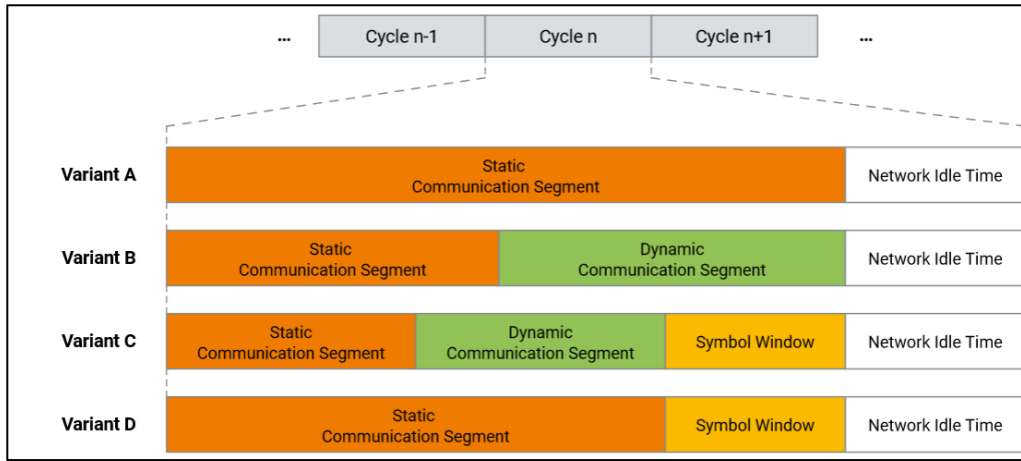 ... Cycle n-1 Cycle n Cycle n+1 ...
Variant A Static Communication Segment Network Idle Time
Variant B Static Communication Segment Dynamic Communication Segment Network Idle Time
Variant C Static Communication Segment Dynamic Communication Segment Symbol Window Network Idle Time
Variant D Static Communication Segment Symbol Window Network Idle Time